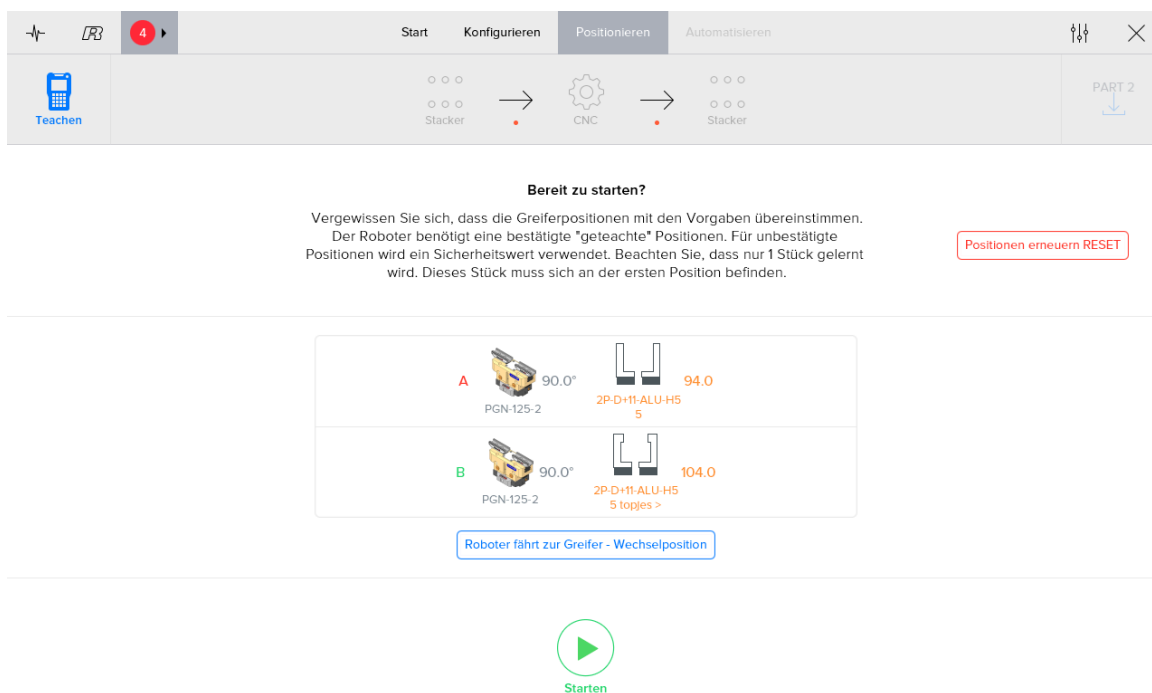 4
Start Konfigurieren Positionieren Automatisieren
Teachen
Stacker CNC Stacker
PART 2
Bereit zu starten?
Vergewissen Sie sich, dass die Greiferpositionen mit den Vorgaben übereinstimmen.
Der Roboter benötigt eine bestätigte "geteachte" Positionen. Für unbestätigte
Positionen wird ein Sicherheitswert verwendet. Beachten Sie, dass nur 1 Stück gelernt
wird. Dieses Stück muss sich an der ersten Position befinden.
Positionen erneuern RESET
A 90.0° 94.0
PGN-125-2 2P-D+11-ALU-H5
5
B 90.0° 104.0
PGN-125-2 2P-D+11-ALU-H5
5 topjes >
Roboter fährt zur Greifer - Wechselposition
Starten